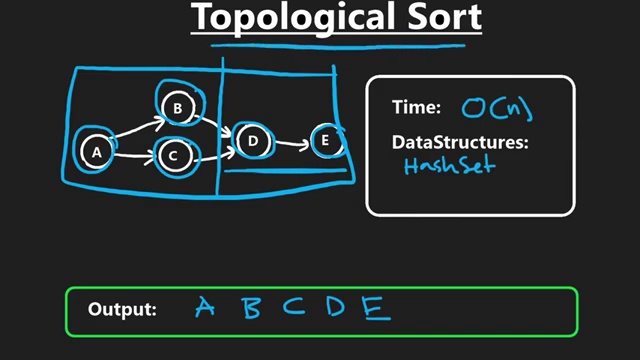 Topological Sort
A
B
C
D
E
Time: O(n)
DataStructures:
HashSet
Output: A B C D E